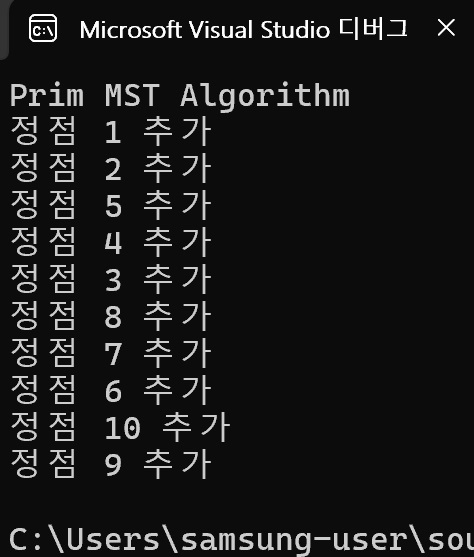 Microsoft Visual Studio 디버그
Prim MST Algorithm
정점 1 추가
정점 2 추가
정점 5 추가
정점 4 추가
정점 3 추가
정점 8 추가
정점 7 추가
정점 6 추가
정점 10 추가
정점 9 추가
C:\Users\samsung-user\sou